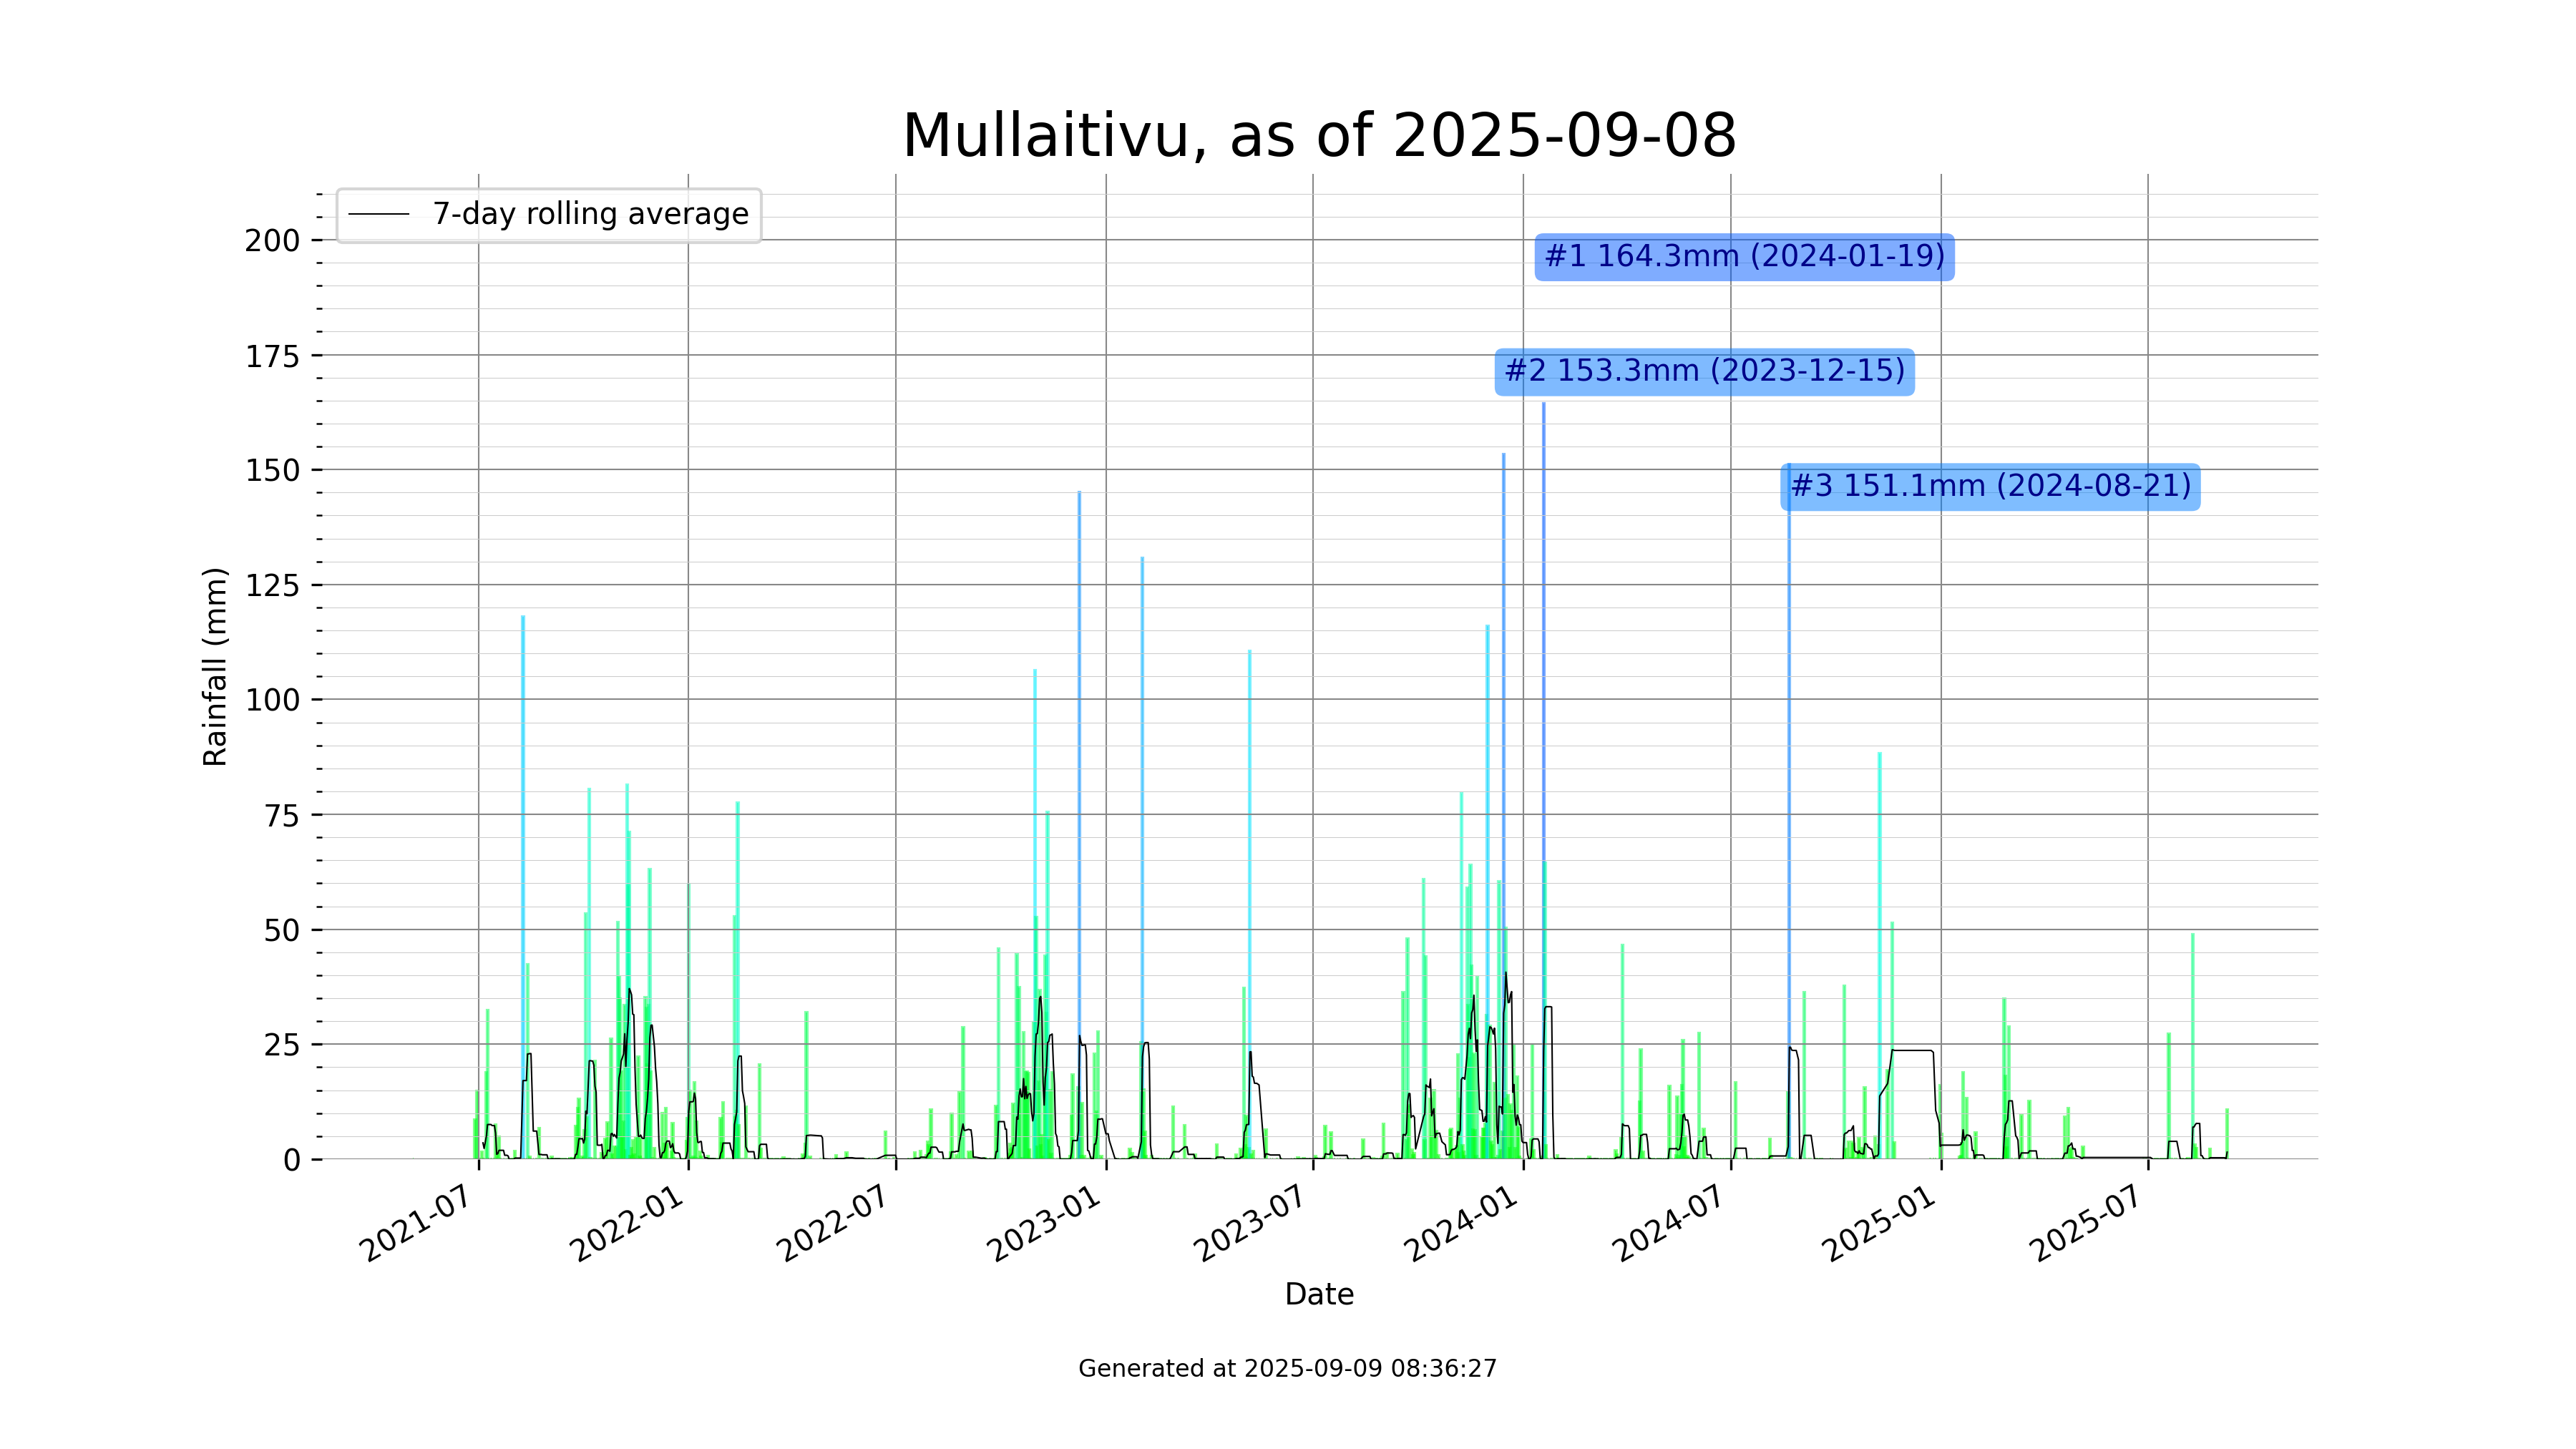 Mullaitivu, as of 2025-09-08
7-day rolling average
#1 164.3mm (2024-01-19)
#2 153.3mm (2023-12-15)
#3 151.1mm (2024-08-21)
Rainfall (mm)
200
175
150
125
100
75
50
25
0
2021-07
2022-01
2022-07
2023-01
2023-07
2024-01
2024-07
2025-01
2025-07
Date
Generated at 2025-09-09 08:36:27